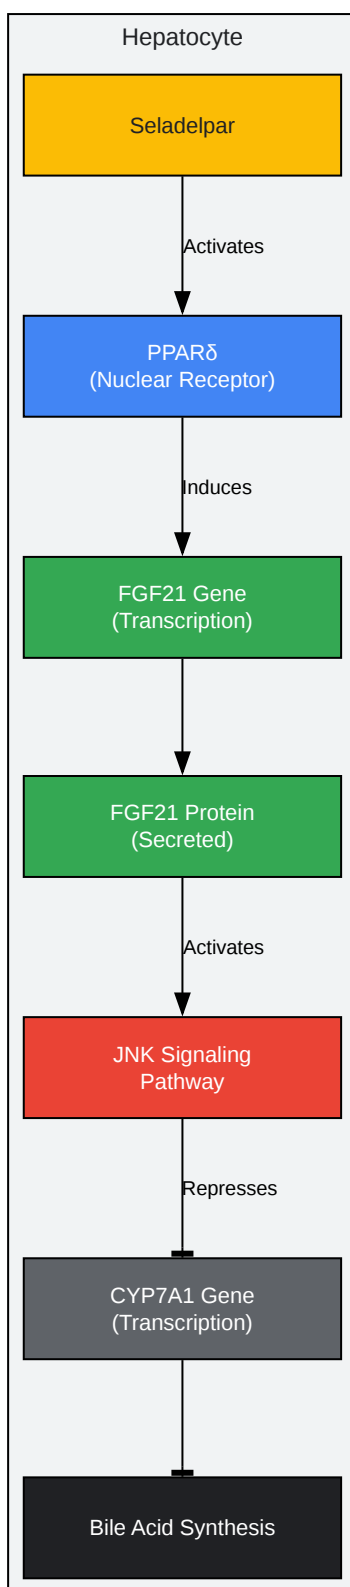 Hepatocyte
Seladelpar
Activates
PPARδ
(Nuclear Receptor)
Induces
FGF21 Gene
(Transcription)
FGF21 Protein
(Secreted)
Activates
JNK Signaling
Pathway
Represses
CYP7A1 Gene
(Transcription)
Bile Acid Synthesis